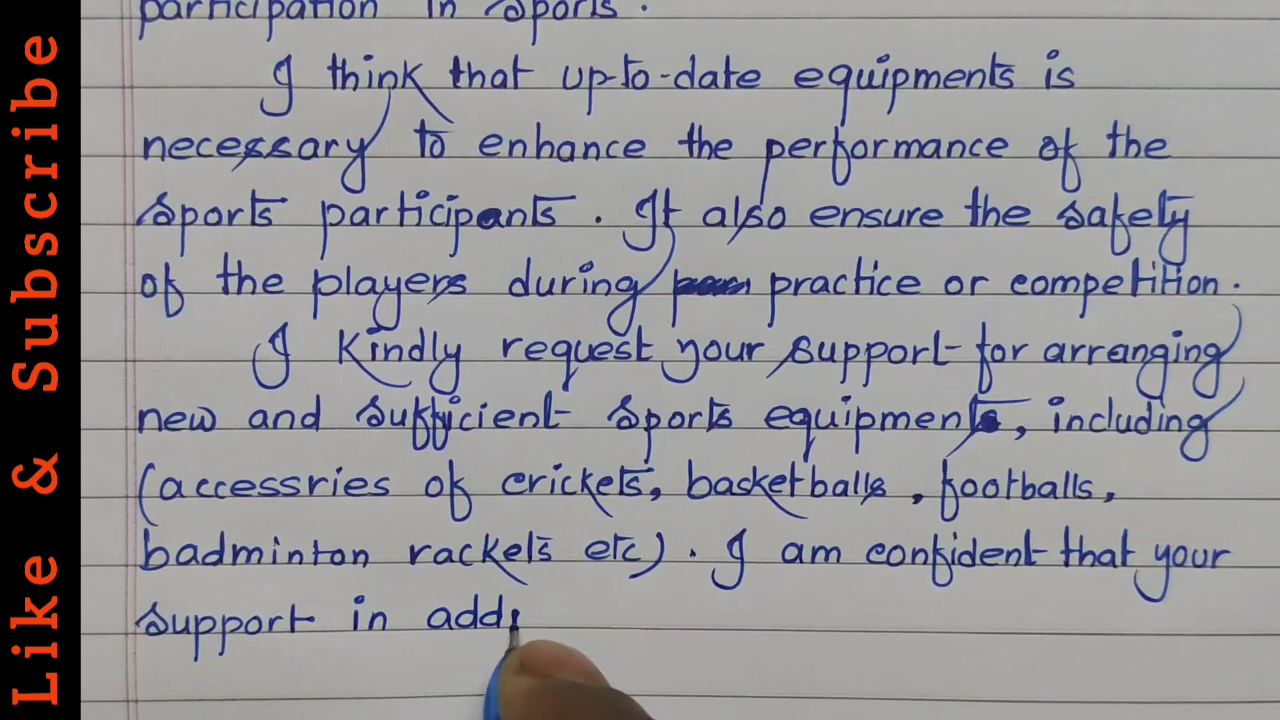 Like & Subscribe
participation in sports.
I think that up-to-date equipments is
necessary to enhance the performance of the
sports participants. It also ensure the safety
of the players during practice or competition.
I Kindly request your support for arranging
new and sufficient sports equipments, including
(accessries of crickets, basketballs, footballs,
badminton rackets etc). I am confident that your
support in add